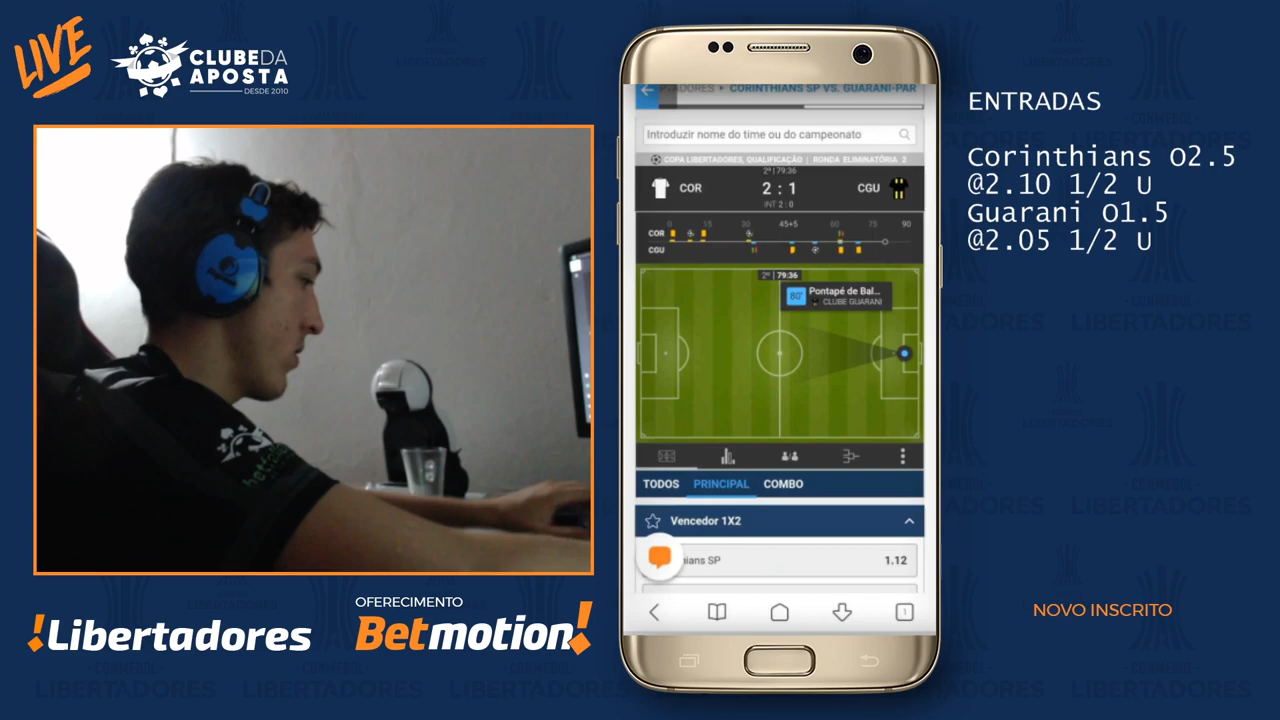 LIVE
CLUBEDA
APOSTA
DESDE 2010
ENTRADAS
Corinthians O2.5
@2.10 1/2 U
Guarani O1.5
@2.05 1/2 U
CORINTHIANS SP VS. GUARANI-PAR
Introduzir nome do time ou do campeonato
COPA LIBERTADORES, QUALIFICAÇÃO | RONDA ELIMINATÓRIA 2
2º | 79:36
COR 2 : 1 CGU
INT 2 : 0
0 15 30 45+5 60 75 90
COR
CGU
2º | 79:36
80' Pontapé de Bal...
CLUBE GUARANI
TODOS PRINCIPAL COMBO
Vencedor 1X2
hians SP 1.12
1
!Libertadores
OFERECIMENTO
Betmotion!
NOVO INSCRITO